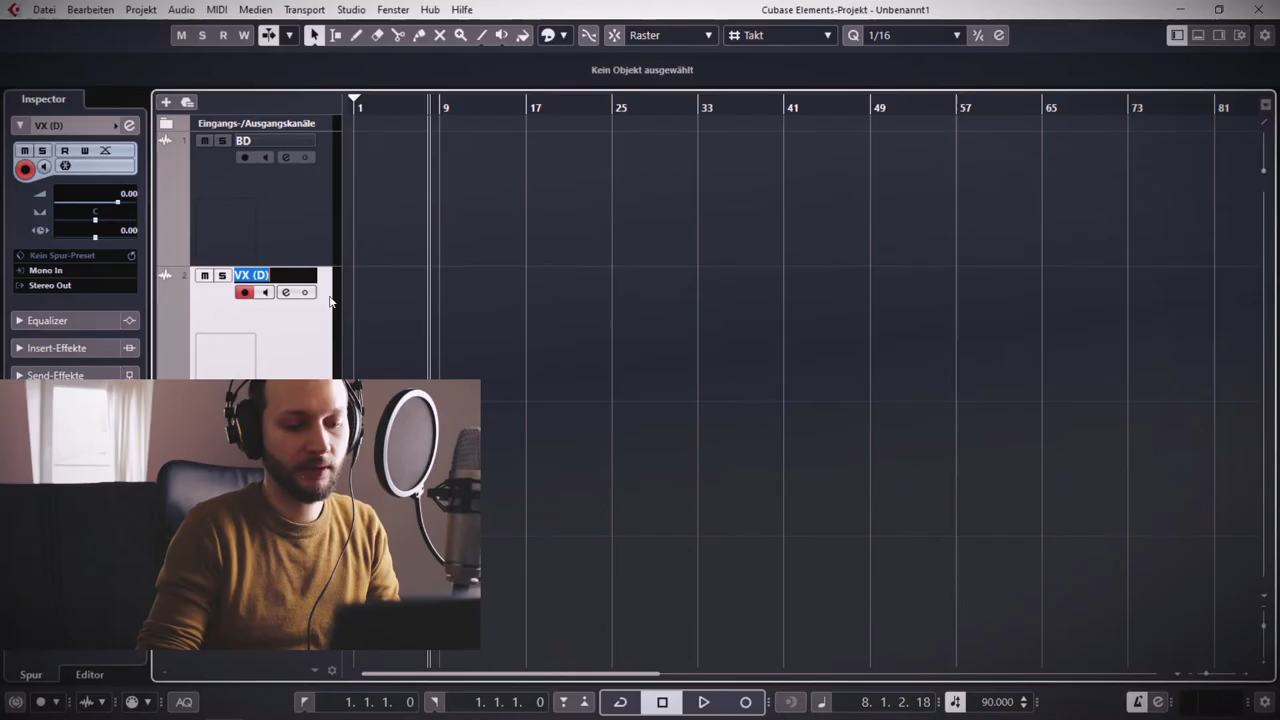 Datei Bearbeiten Projekt Audio MIDI Medien Transport Studio Fenster Hub Hilfe
Cubase Elements-Projekt - Unbenannt1
M S R W
Raster
Takt
Q 1/16
Kein Objekt ausgewählt
Inspector
1 9 17 25 33 41 49 57 65 73 81
VX (D)
Eingangs-/Ausgangskanäle
1 m S BD
m S R W
0.00
C
0.00
Kein Spur-Preset
Mono In
Stereo Out
2 m S VX (D)
Equalizer
Insert-Effekte
Send-Effekte
Spur Editor
AQ
1. 1. 1. 0
1. 1. 1. 0
8. 1. 2. 18
90.000